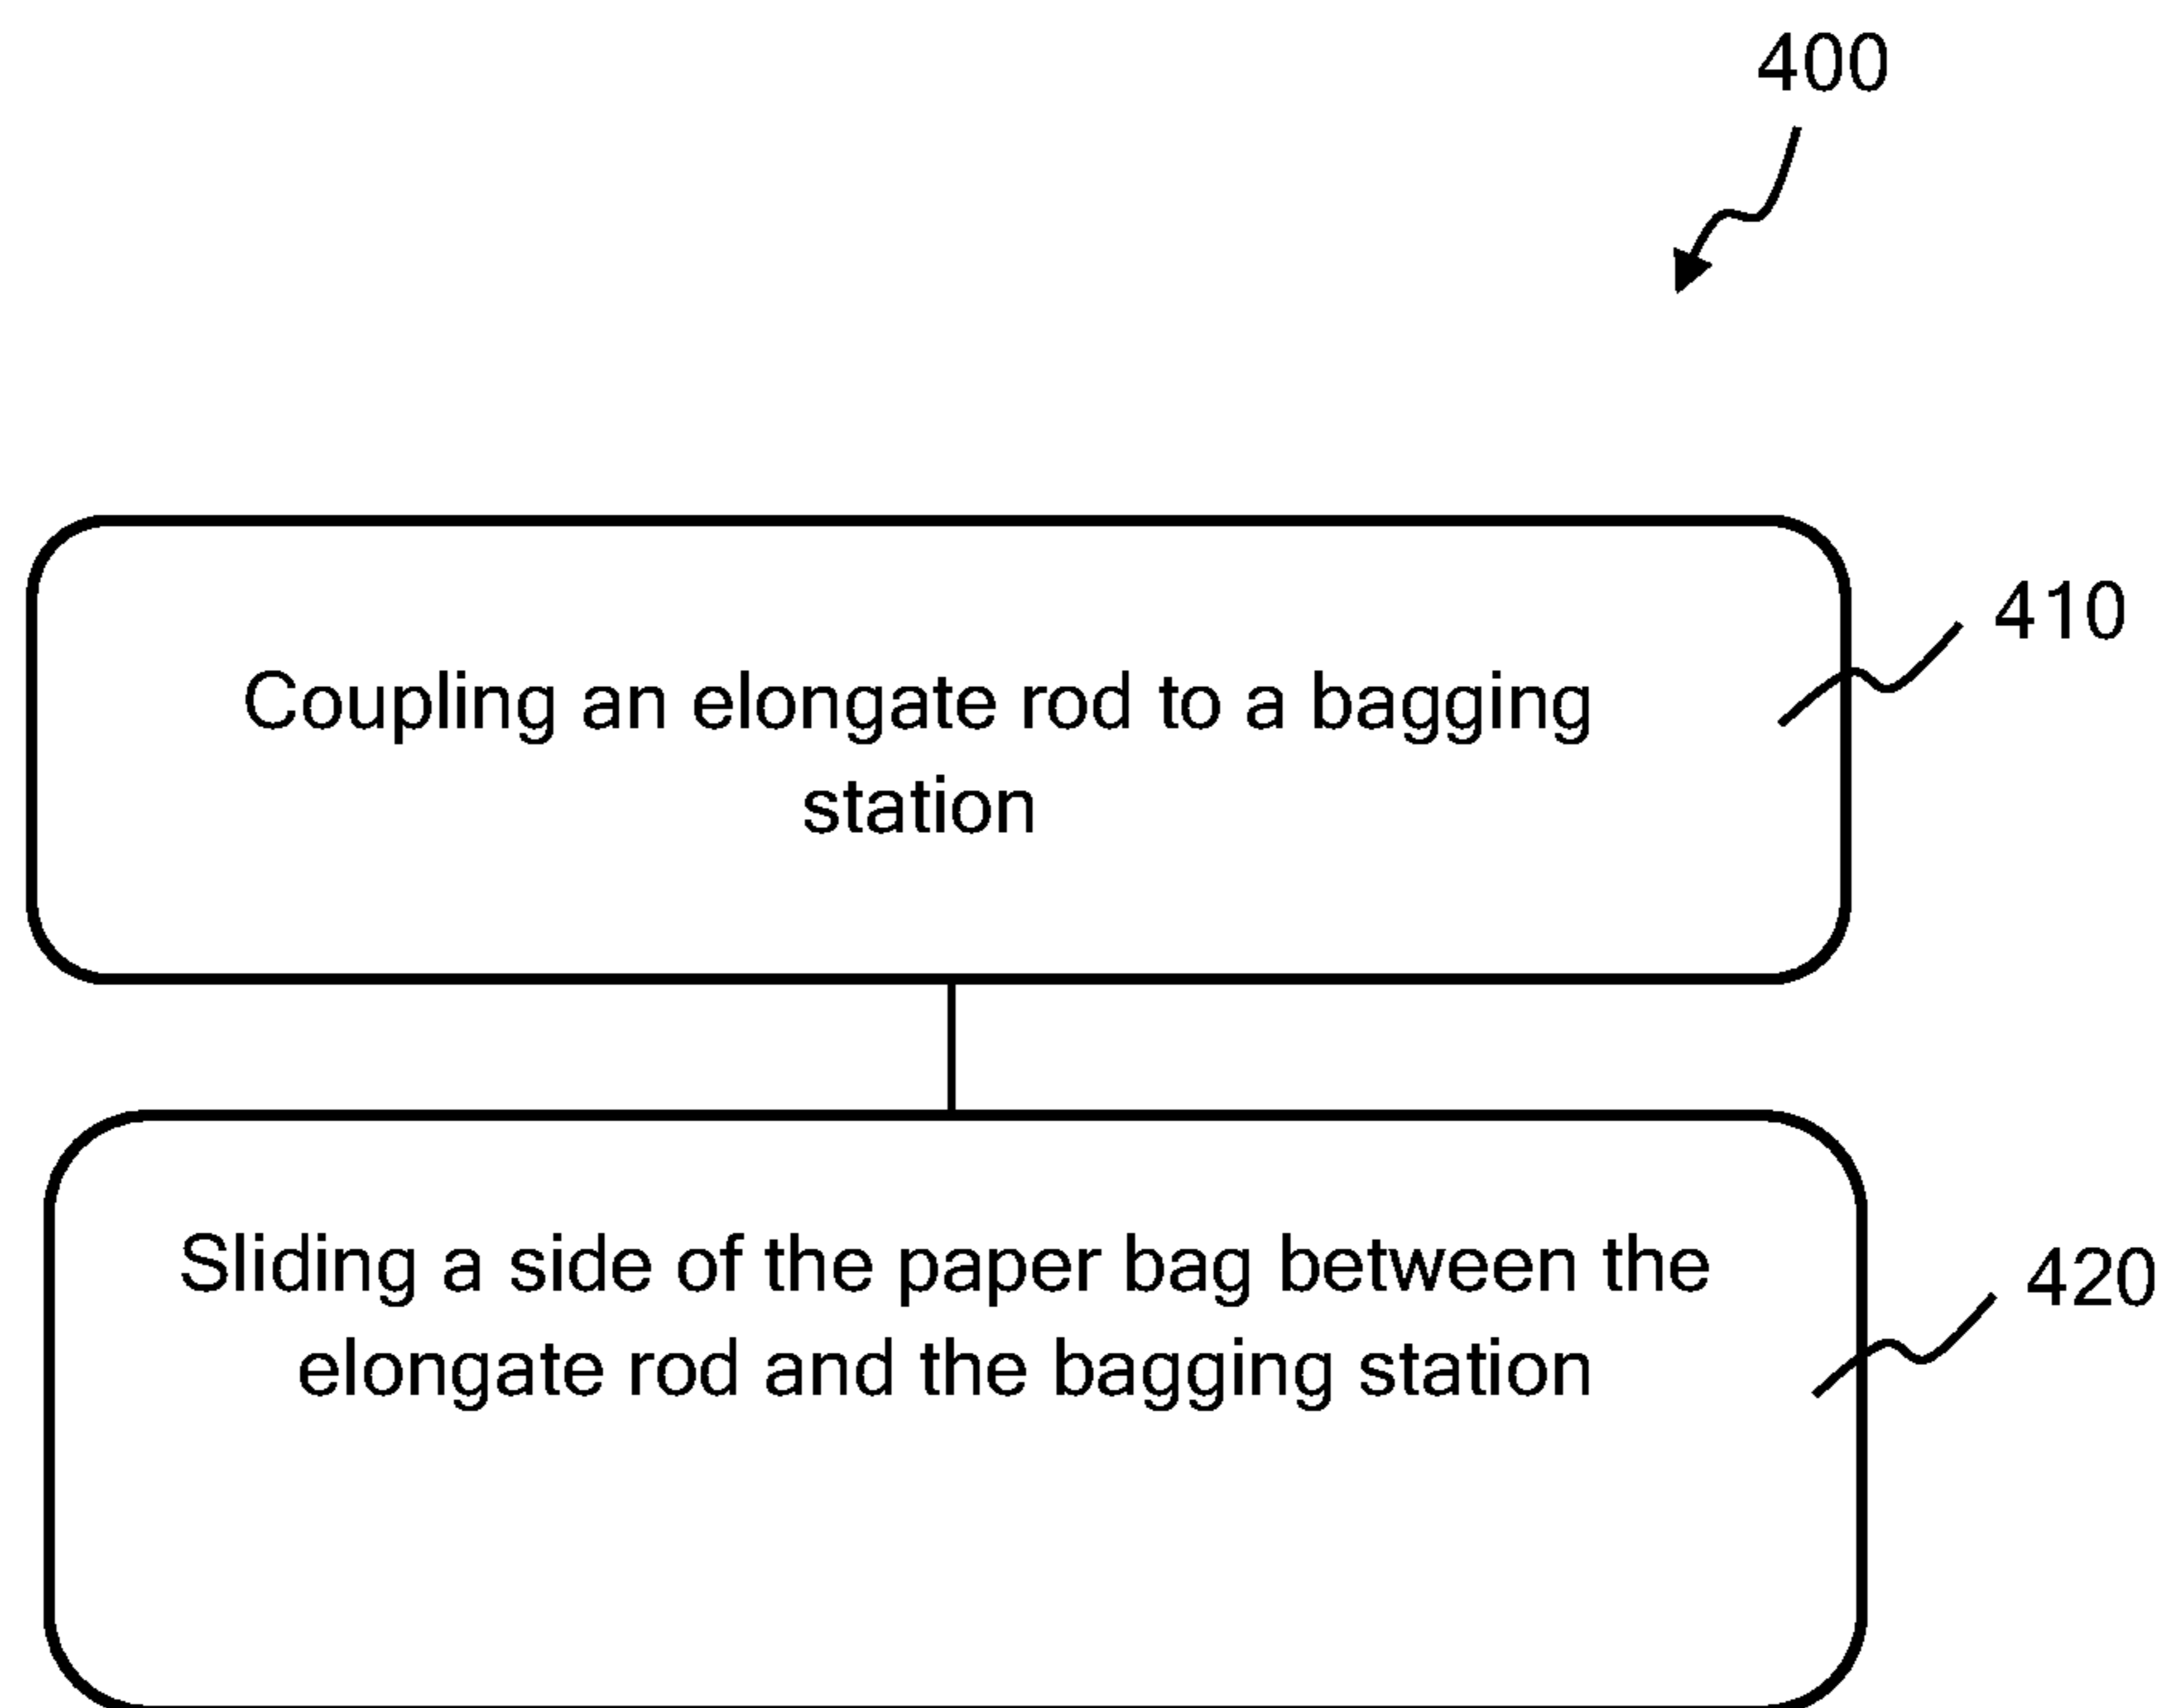 400
Coupling an elongate rod to a bagging
station
410
Sliding a side of the paper bag between the
elongate rod and the bagging station
420